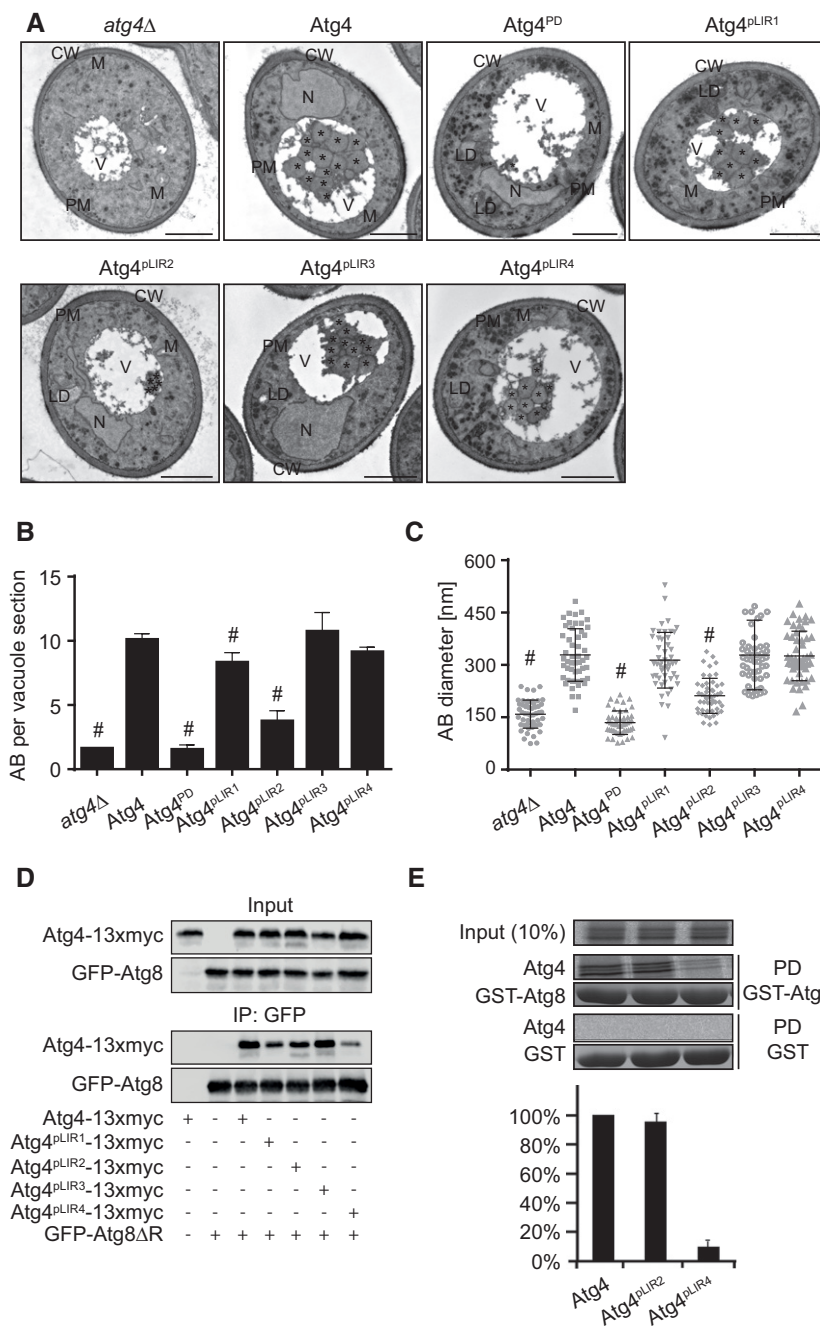 A
atg4Δ Atg4 Atg4PD Atg4pLIR1
CW M V PM M
CW N * * * * * * * * * * * PM V M
CW V M LD N PM LD
CW LD V * * * * * * * * * M PM
Atg4pLIR2 Atg4pLIR3 Atg4pLIR4
PM CW M V * * * LD N
PM V * * * * * * * * * * LD N CW
PM M CW V LD * * * * * * * *
B
AB per vacuole section
15
10
5
0
# # # #
atg4Δ Atg4 Atg4PD Atg4pLIR1 Atg4pLIR2 Atg4pLIR3 Atg4pLIR4
C
AB diameter [nm]
600
450
300
150
0
# # #
atg4Δ Atg4 Atg4PD Atg4pLIR1 Atg4pLIR2 Atg4pLIR3 Atg4pLIR4
D
Input
Atg4-13xmyc
GFP-Atg8
IP: GFP
Atg4-13xmyc
GFP-Atg8
Atg4-13xmyc + - + - - - -
Atg4pLIR1-13xmyc - - - + - - -
Atg4pLIR2-13xmyc - - - - + - -
Atg4pLIR3-13xmyc - - - - - + -
Atg4pLIR4-13xmyc - - - - - - +
GFP-Atg8ΔR - + + + + + +
E
Input (10%)
Atg4
GST-Atg8
PD
GST-Atg
Atg4
GST
PD
GST
100%
80%
60%
40%
20%
0%
Atg4 Atg4pLIR2 Atg4pLIR4